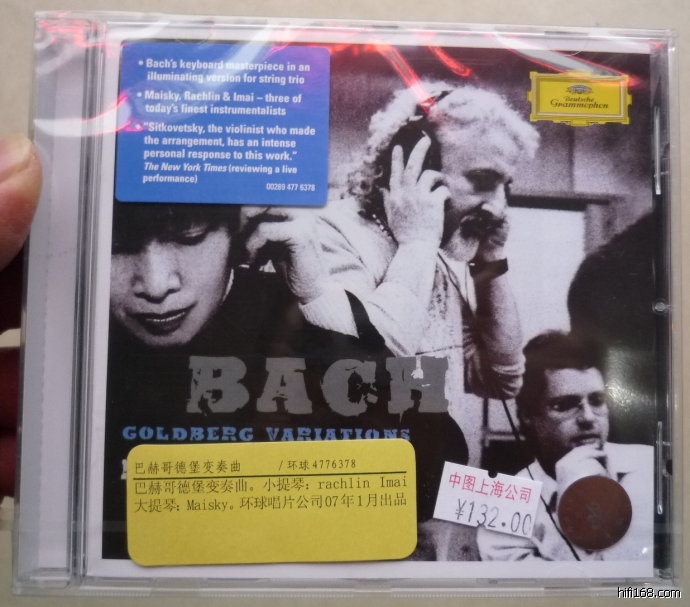 • Bach's keyboard masterpiece in an
illuminating version for string trio
• Maisky, Rachlin & Imai – three of
today's finest instrumentalists
• "Sitkovetsky, the violinist who made
the arrangement, has an intense
personal response to this work."
The New York Times (reviewing a live
performance)
00289 477 6378
Deutsche
Grammophon
BACH
GOLDBERG VARIATIONS
巴赫哥德堡变奏曲 /环球4776378
巴赫哥德堡变奏曲。小提琴: rachlin Imai
大提琴; Maisky。环球唱片公司07年1月出品
中图上海公司
¥132.00
hifi168.com